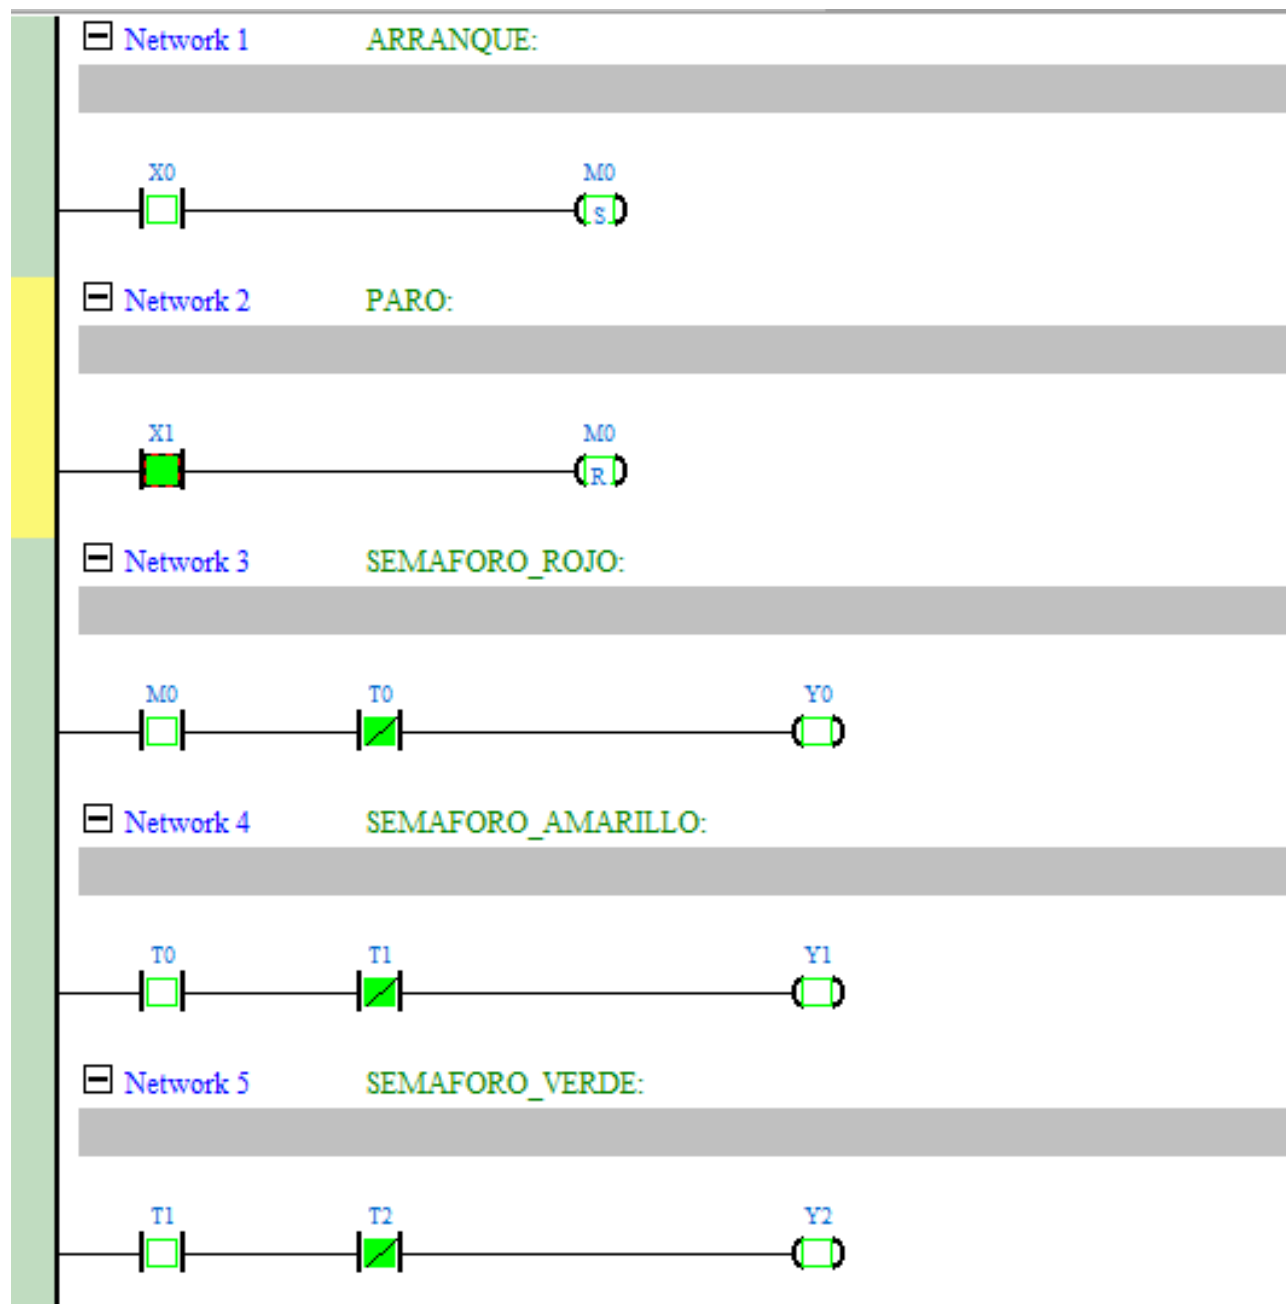 Network 1 ARRANQUE:
X0 M0
S
Network 2 PARO:
X1 M0
R
Network 3 SEMAFORO_ROJO:
M0 T0 Y0
Network 4 SEMAFORO_AMARILLO:
T0 T1 Y1
Network 5 SEMAFORO_VERDE:
T1 T2 Y2